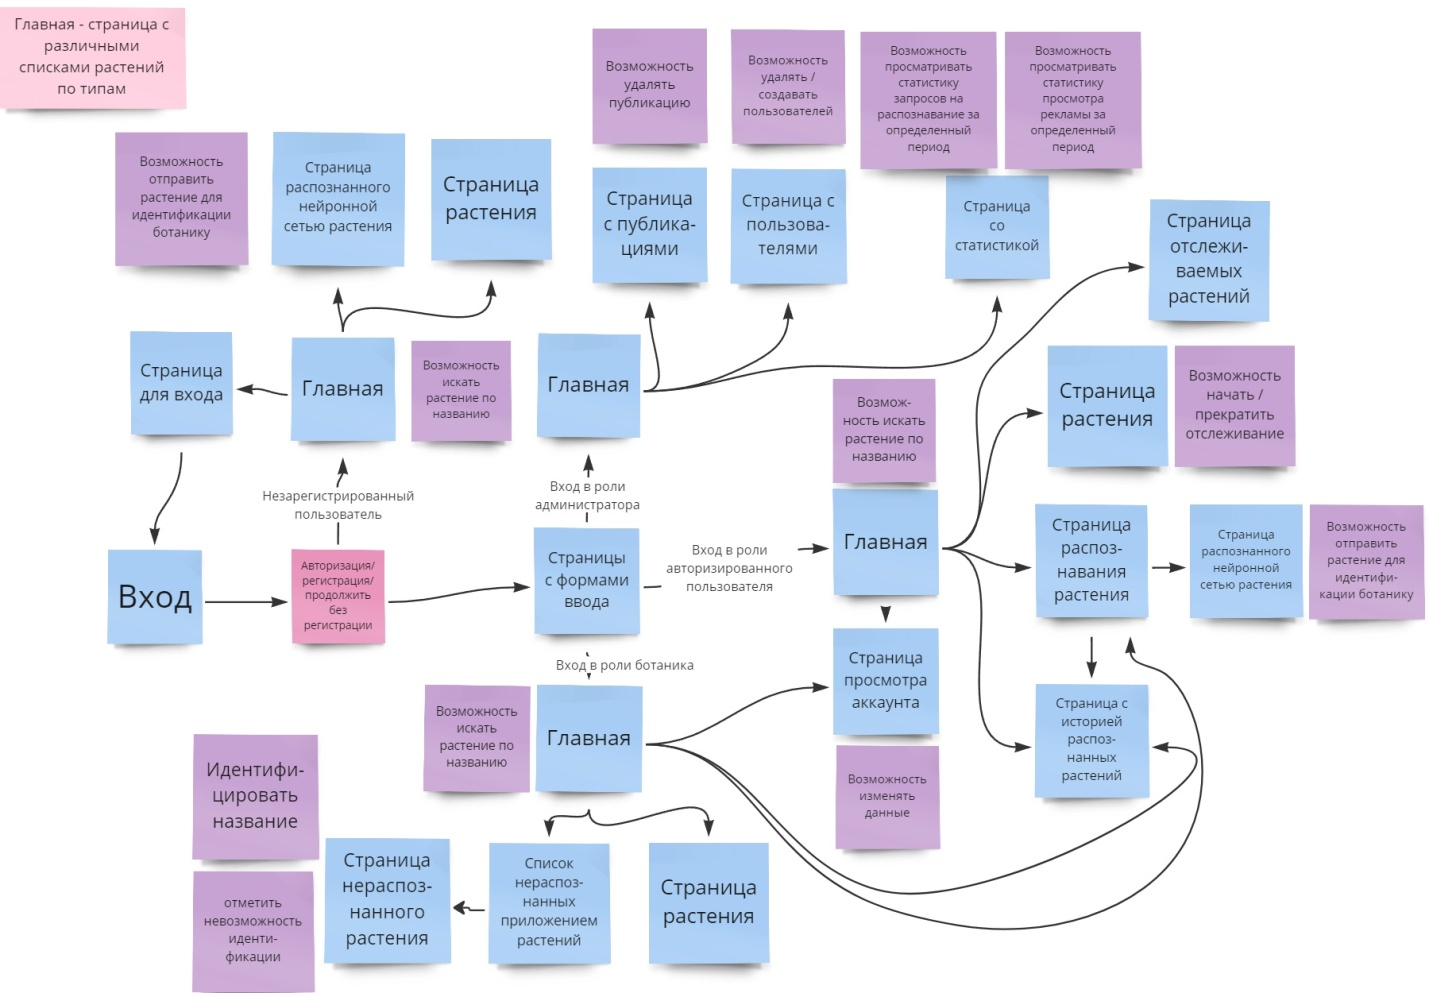 Главная - страница с
различными
списками растений
по типам
Возможность
удалять
публикацию
Возможность
удалять /
создавать
пользователей
Возможность
просматривать
статистику
запросов на
распознавание за
определенный
период
Возможность
просматривать
статистику
просмотра
рекламы за
определенный
период
Возможность
отправить
растение для
идентификации
ботанику
Страница
распознанного
нейронной
сетью растения
Страница
растения
Страница
с публика-
циями
Страница с
пользова-
телями
Страница
со
статистикой
Страница
отслежи-
ваемых
растений
Страница
для входа
Главная
Возможность
искать
растение по
названию
Главная
Возмож-
ность искать
растение по
названию
Страница
растения
Возможность
начать /
прекратить
отслеживание
Незарегистрированный
пользователь
Вход в роли
администратора
Вход
Авторизация/
регистрация/
продолжить
без
регистрации
Страницы
с формами
ввода
Вход в роли
авторизированного
пользователя
Главная
Страница
распоз-
навания
растения
Страница
распознанного
нейронной
сетью растения
Возможность
отправить
растение для
идентифи-
кации ботанику
Вход в роли ботаника
Возможность
искать
растение по
названию
Главная
Страница
просмотра
аккаунта
Страница с
историей
распоз-
нанных
растений
Возможность
изменять
данные
Идентифи-
цировать
название
отметить
невозможность
иденти-
фикации
Страница
нераспоз-
нанного
растения
Список
нераспоз-
нанных
приложением
растений
Страница
растения